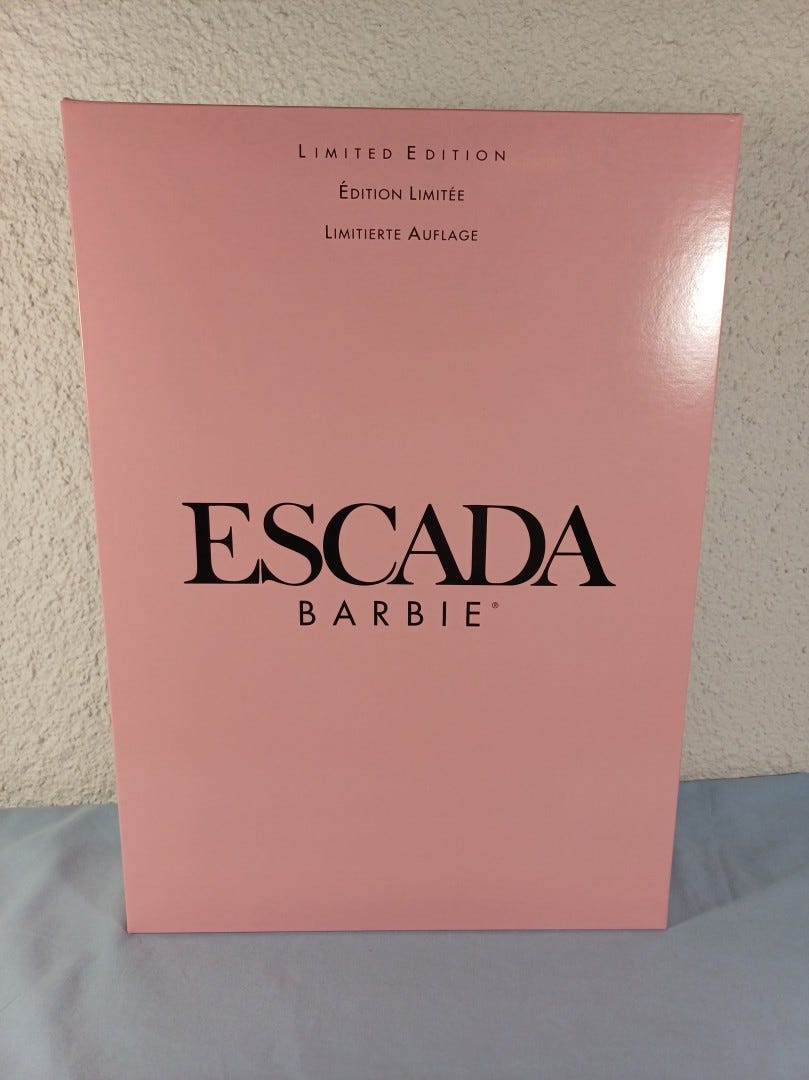 Limited Edition
Édition Limitée
Limitierte Auflage
ESCADA
BARBIE®